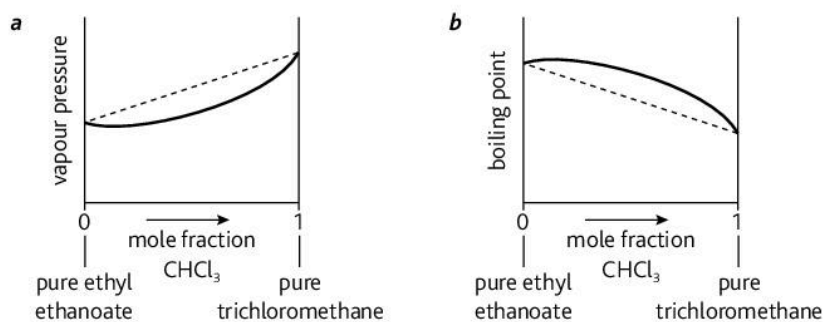 a
vapour pressure
0
1
mole fraction
CHCl₃
pure ethyl
ethanoate
pure
trichloromethane
b
boiling point
0
1
mole fraction
CHCl₃
pure ethyl
ethanoate
pure
trichloromethane